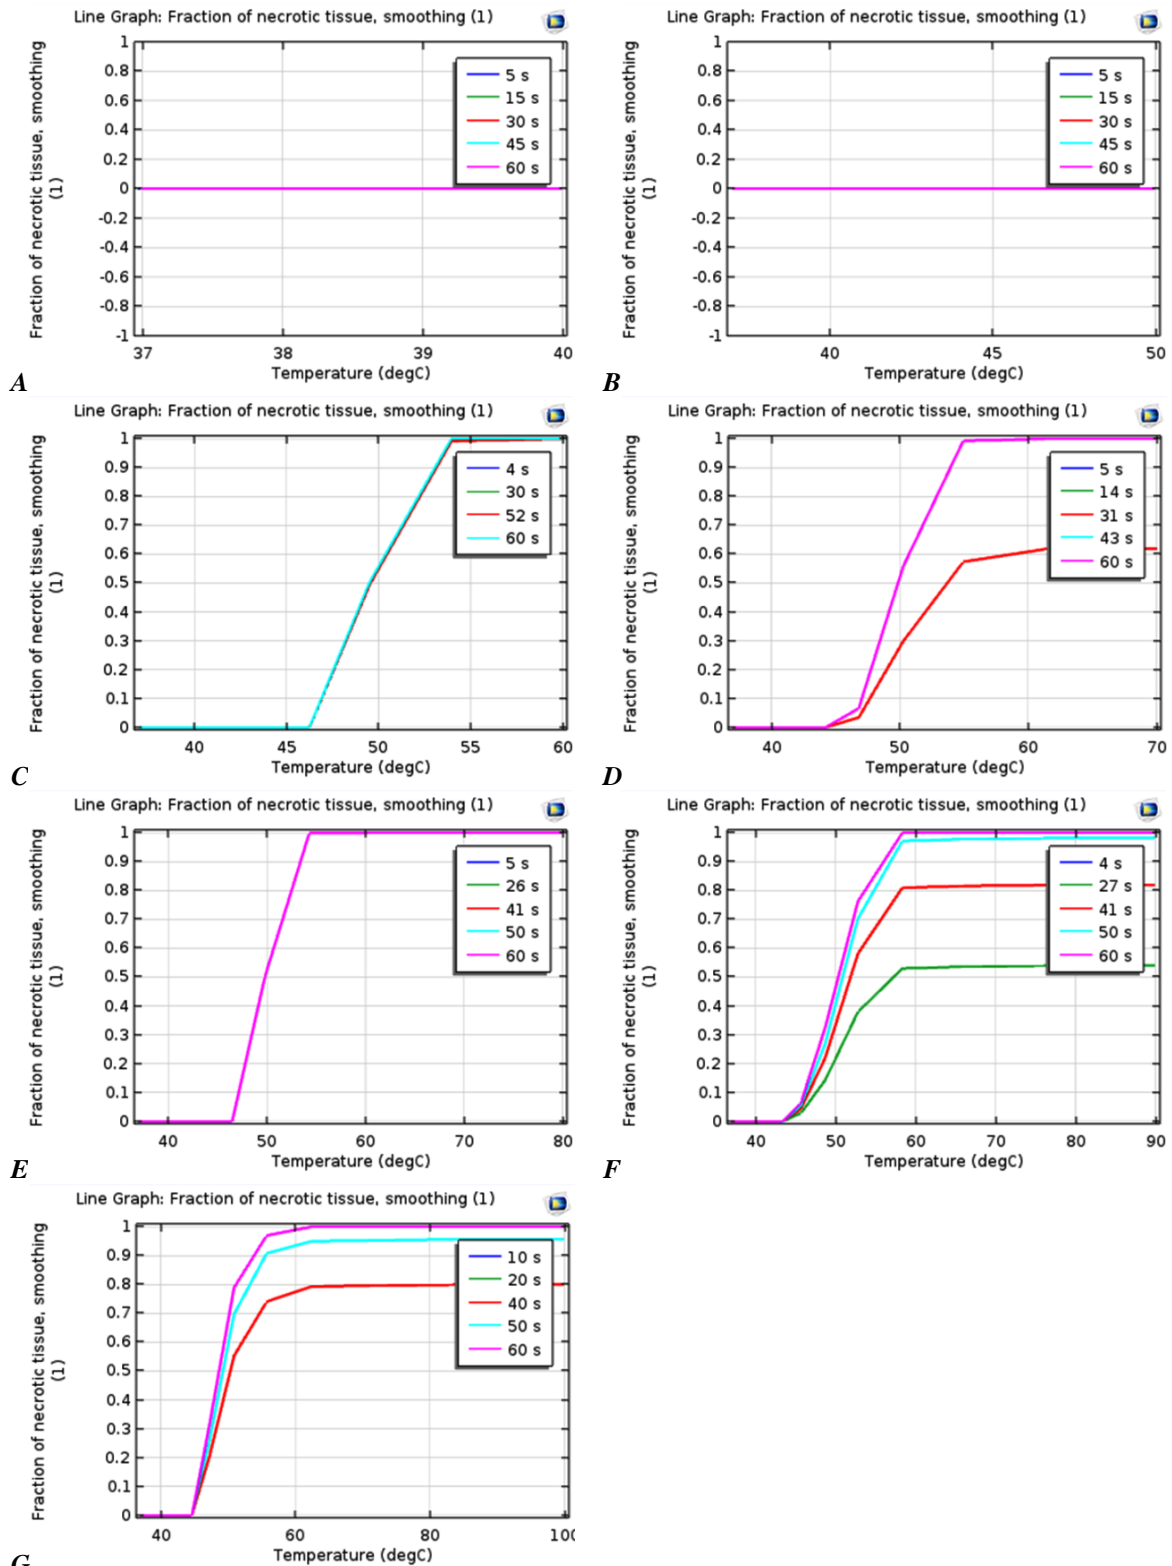 Line Graph: Fraction of necrotic tissue, smoothing (1)
Fraction of necrotic tissue, smoothing
(1)
1
0.8
0.6
0.4
0.2
0
-0.2
-0.4
-0.6
-0.8
-1
5 s
15 s
30 s
45 s
60 s
37 38 39 40
Temperature (degC)
A
Line Graph: Fraction of necrotic tissue, smoothing (1)
Fraction of necrotic tissue, smoothing
(1)
1
0.8
0.6
0.4
0.2
0
-0.2
-0.4
-0.6
-0.8
-1
5 s
15 s
30 s
45 s
60 s
40 45 50
Temperature (degC)
B
Line Graph: Fraction of necrotic tissue, smoothing (1)
Fraction of necrotic tissue, smoothing
(1)
1
0.9
0.8
0.7
0.6
0.5
0.4
0.3
0.2
0.1
0
4 s
30 s
52 s
60 s
40 45 50 55 60
Temperature (degC)
C
Line Graph: Fraction of necrotic tissue, smoothing (1)
Fraction of necrotic tissue, smoothing
(1)
1
0.9
0.8
0.7
0.6
0.5
0.4
0.3
0.2
0.1
0
5 s
14 s
31 s
43 s
60 s
40 50 60 70
Temperature (degC)
D
Line Graph: Fraction of necrotic tissue, smoothing (1)
Fraction of necrotic tissue, smoothing
(1)
1
0.9
0.8
0.7
0.6
0.5
0.4
0.3
0.2
0.1
0
5 s
26 s
41 s
50 s
60 s
40 50 60 70 80
Temperature (degC)
E
Line Graph: Fraction of necrotic tissue, smoothing (1)
Fraction of necrotic tissue, smoothing
(1)
1
0.9
0.8
0.7
0.6
0.5
0.4
0.3
0.2
0.1
0
4 s
27 s
41 s
50 s
60 s
40 50 60 70 80 90
Temperature (degC)
F
Line Graph: Fraction of necrotic tissue, smoothing (1)
Fraction of necrotic tissue, smoothing
(1)
1
0.9
0.8
0.7
0.6
0.5
0.4
0.3
0.2
0.1
0
10 s
20 s
40 s
50 s
60 s
40 60 80 100
Temperature (degC)
G